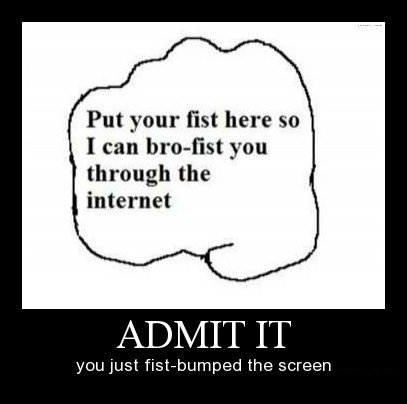 Put your fist here so
I can bro-fist you
through the
internet
ADMIT IT
you just fist-bumped the screen